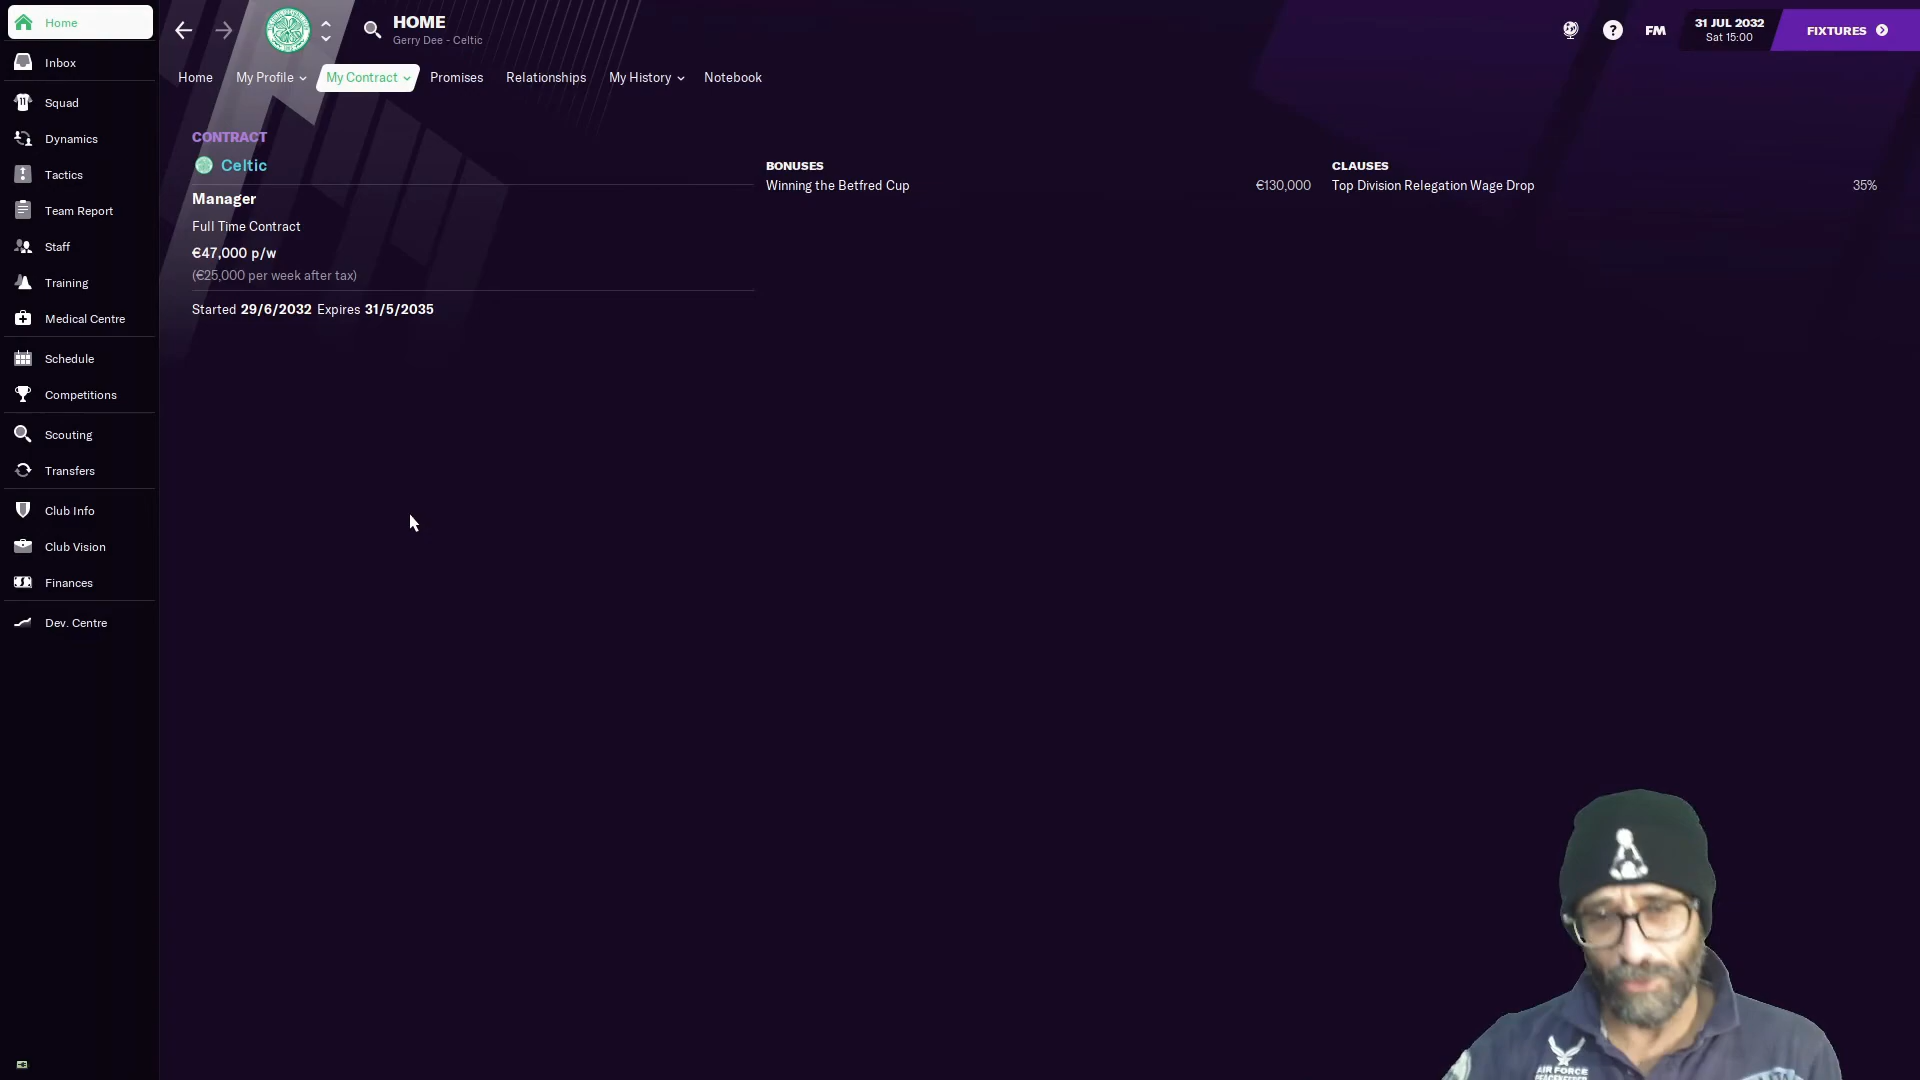 Home
Inbox
Squad
Dynamics
Tactics
Team Report
Staff
Training
Medical Centre
Schedule
Competitions
Scouting
Transfers
Club Info
Club Vision
Finances
Dev. Centre
HOME
Gerry Dee - Celtic
FM
31 JUL 2032
Sat 15:00
FIXTURES
Home
My Profile
My Contract
Promises
Relationships
My History
Notebook
CONTRACT
Celtic
Manager
Full Time Contract
€47,000 p/w
(€25,000 per week after tax)
Started 29/6/2032 Expires 31/5/2035
BONUSES
Winning the Betfred Cup €130,000
CLAUSES
Top Division Relegation Wage Drop 35%
AIR FORCE